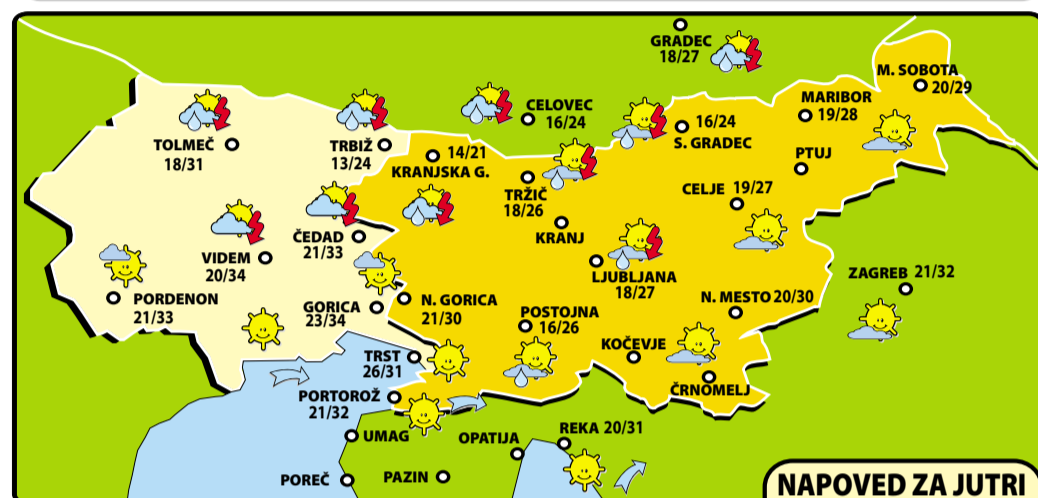 GRADEC
18/27
M. SOBOTA
20/29
CELOVEC
16/24
MARIBOR
19/28
16/24
S. GRADEC
TOLMEČ
18/31
TRBIŽ
13/24
14/21
KRANJSKA G.
PTUJ
TRŽIČ
18/26
CELJE 19/27
KRANJ
ČEDAD
21/33
VIDEM
20/34
LJUBLJANA
18/27
ZAGREB 21/32
PORDENON
21/33
GORICA
23/34
N. GORICA
21/30
N. MESTO 20/30
POSTOJNA
16/26
KOČEVJE
TRST
26/31
ČRNOMELJ
PORTOROŽ
21/32
UMAG
OPATIJA
REKA 20/31
POREČ
PAZIN
NAPOVED ZA JUTRI